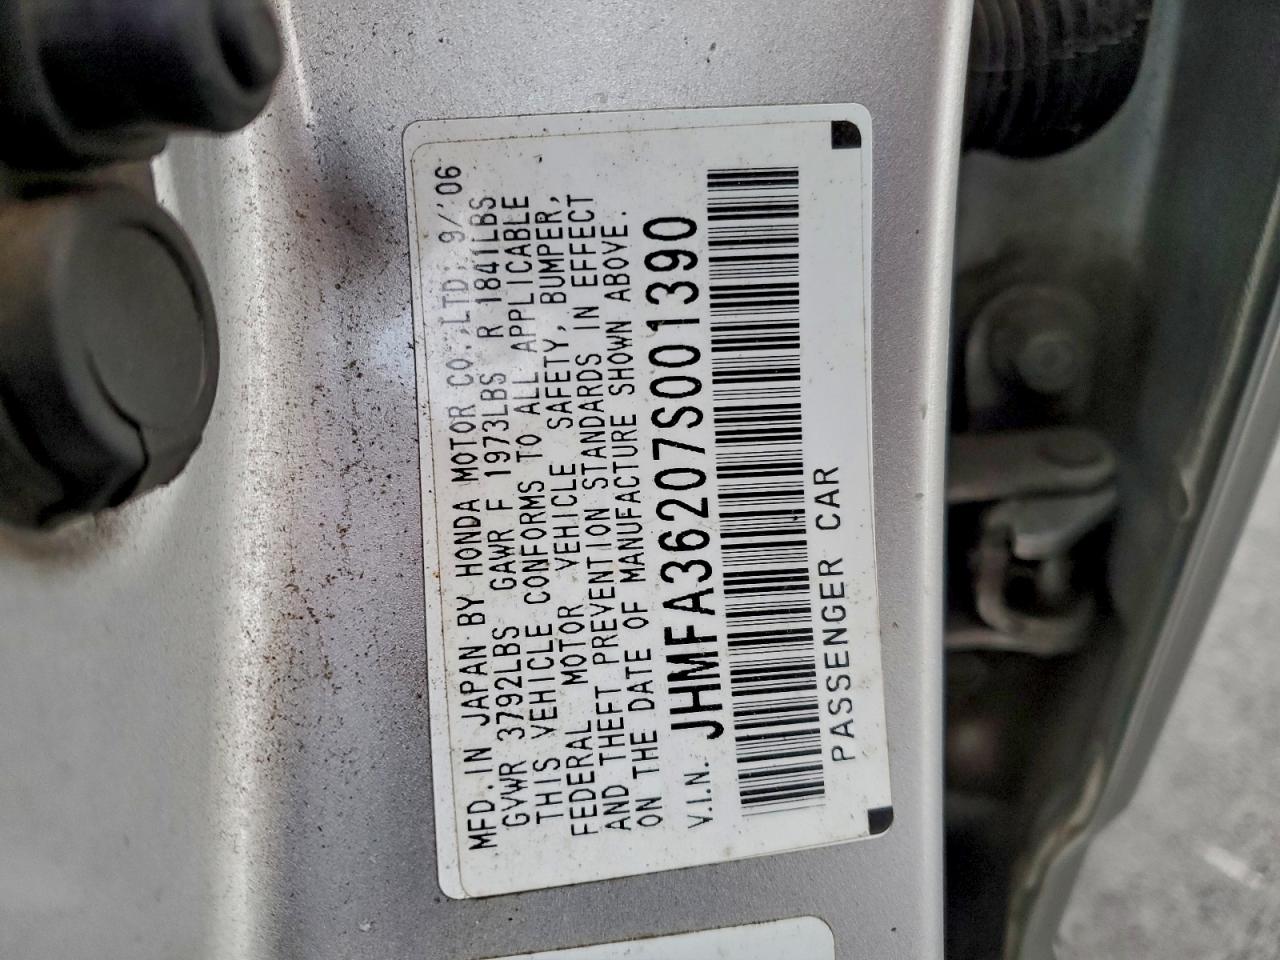 MFD. IN JAPAN BY HONDA MOTOR CO.,LTD; 9/'06
GVWR 3792LBS GAWR F 1973LBS R 1841LBS
THIS VEHICLE CONFORMS TO ALL APPLICABLE
FEDERAL MOTOR VEHICLE SAFETY, BUMPER,
AND THEFT PREVENTION STANDARDS IN EFFECT
ON THE DATE OF MANUFACTURE SHOWN ABOVE.
V.I.N. JHMFA36207S001390
PASSENGER CAR